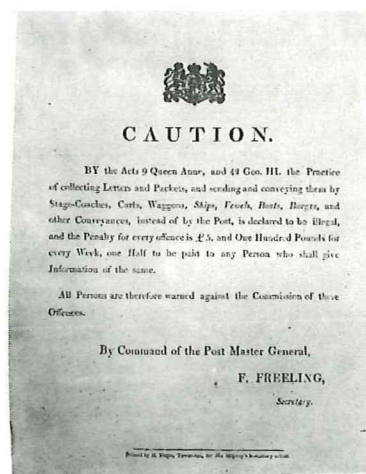 CAUTION.
BY the Acts 9 Queen Anne, and 42 Geo. III. the Practice
of collecting Letters and Packets, and sending and conveying them by
Stage-Coaches, Carts, Waggons, Ships, Vessels, Boats, Barges, and
other Conveyances, instead of by the Post, is declared to be illegal,
and the Penalty for every offence is £5, and One Hundred Pounds for
every Week, one Half to be paid to any Person who shall give
Information of the same.
All Persons are therefore warned against the Commission of these
Offences.
By Command of the Post Master General,
F. FREELING,
Secretary.
Printed by